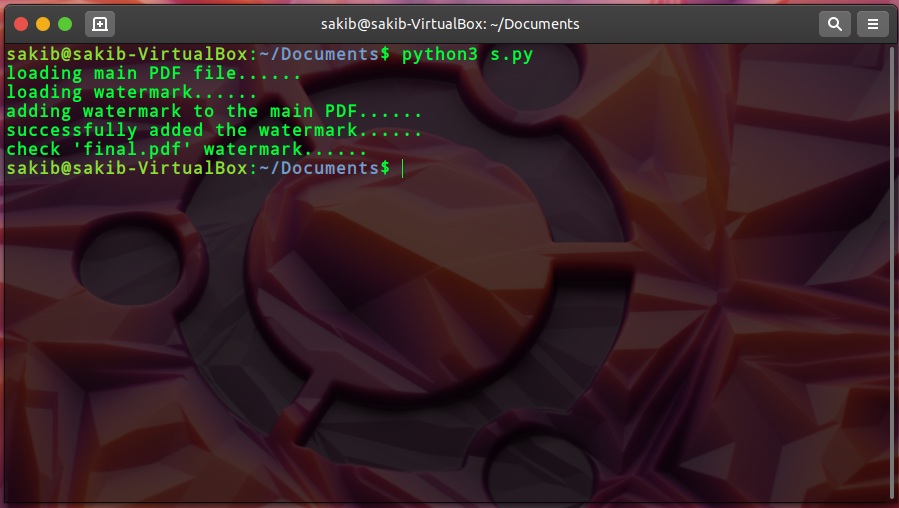 sakib@sakib-VirtualBox: ~/Documents
sakib@sakib-VirtualBox:~/Documents$ python3 s.py
loading main PDF file......
loading watermark......
adding watermark to the main PDF......
successfully added the watermark......
check 'final.pdf' watermark......
sakib@sakib-VirtualBox:~/Documents$